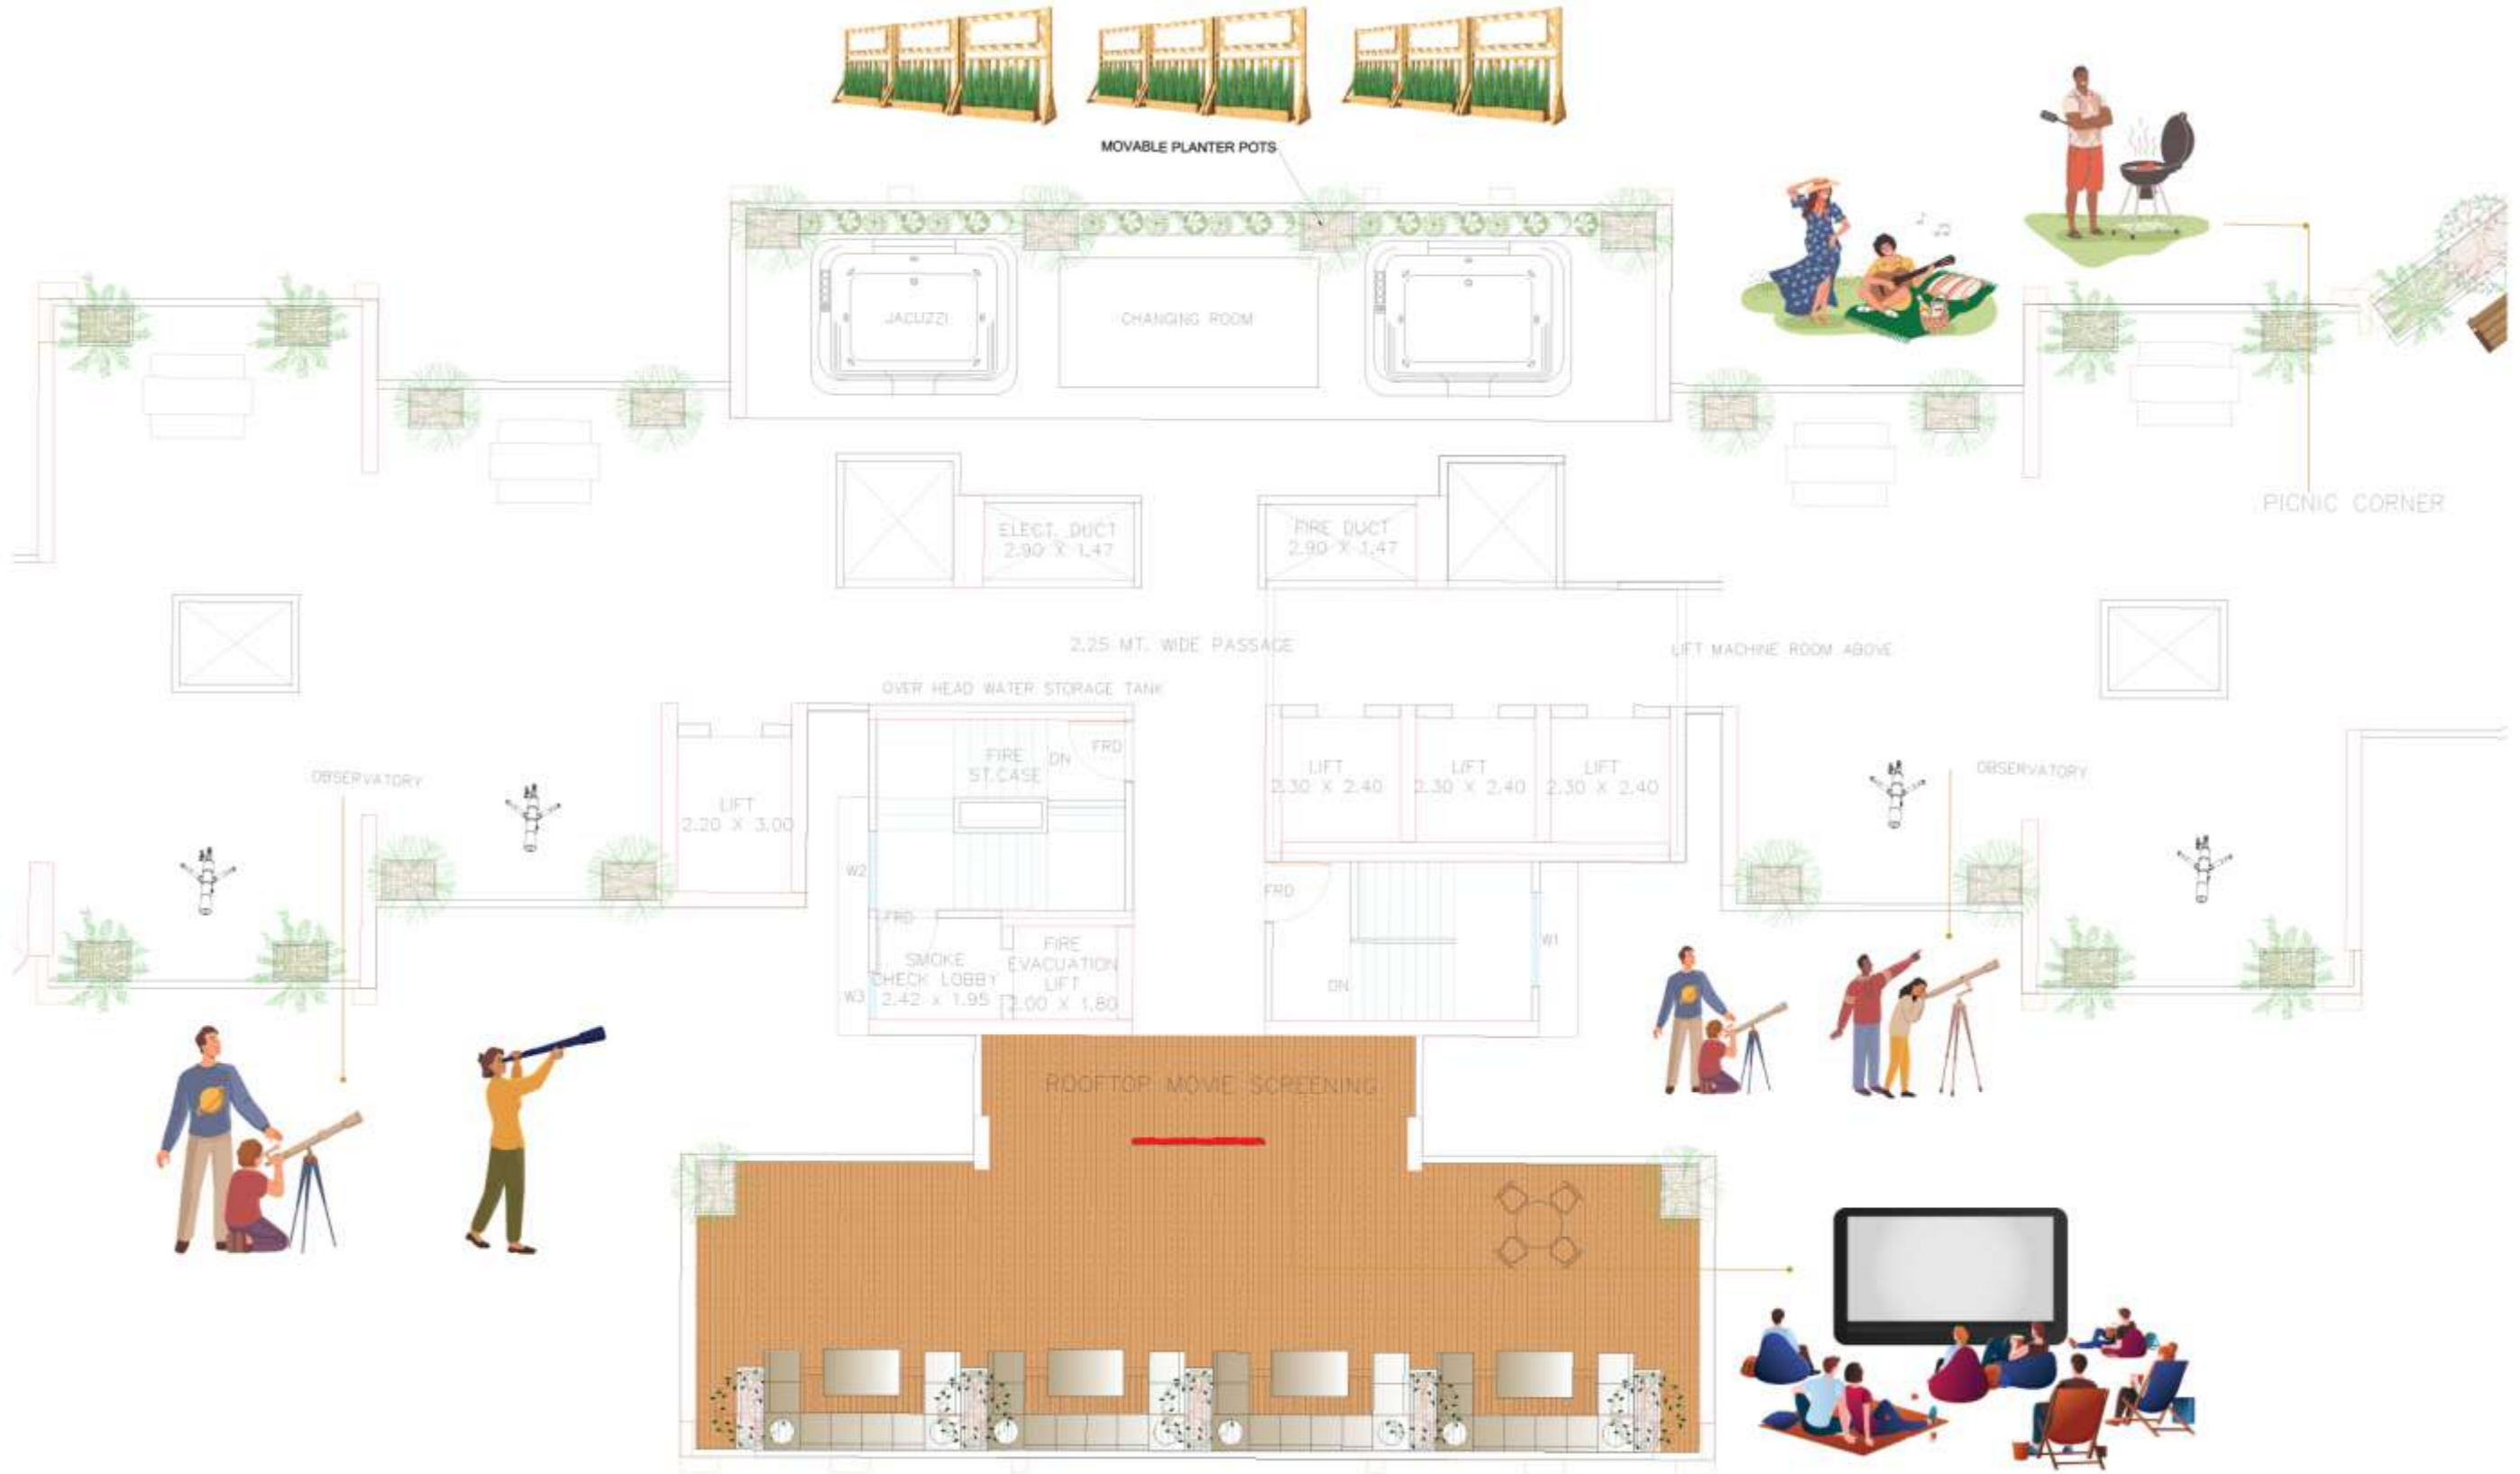 MOVABLE PLANTER POTS
JACUZZI
CHANGING ROOM
PICNIC CORNER
ELECT. DUCT
2.90 X 1.47
FIRE DUCT
2.90 X 1.47
2.25 MT. WIDE PASSAGE
LIFT MACHINE ROOM ABOVE
OVER HEAD WATER STORAGE TANK
OBSERVATORY
LIFT
2.20 X 3.00
FIRE
ST.CASE
DN
FRD
LIFT
2.30 X 2.40
LIFT
2.30 X 2.40
LIFT
2.30 X 2.40
OBSERVATORY
W2
FRD
SMOKE
CHECK LOBBY
2.42 x 1.95
W3
FIRE
EVACUATION
LIFT
2.00 X 1.80
FRD
DN
W1
ROOFTOP MOVIE SCREENING